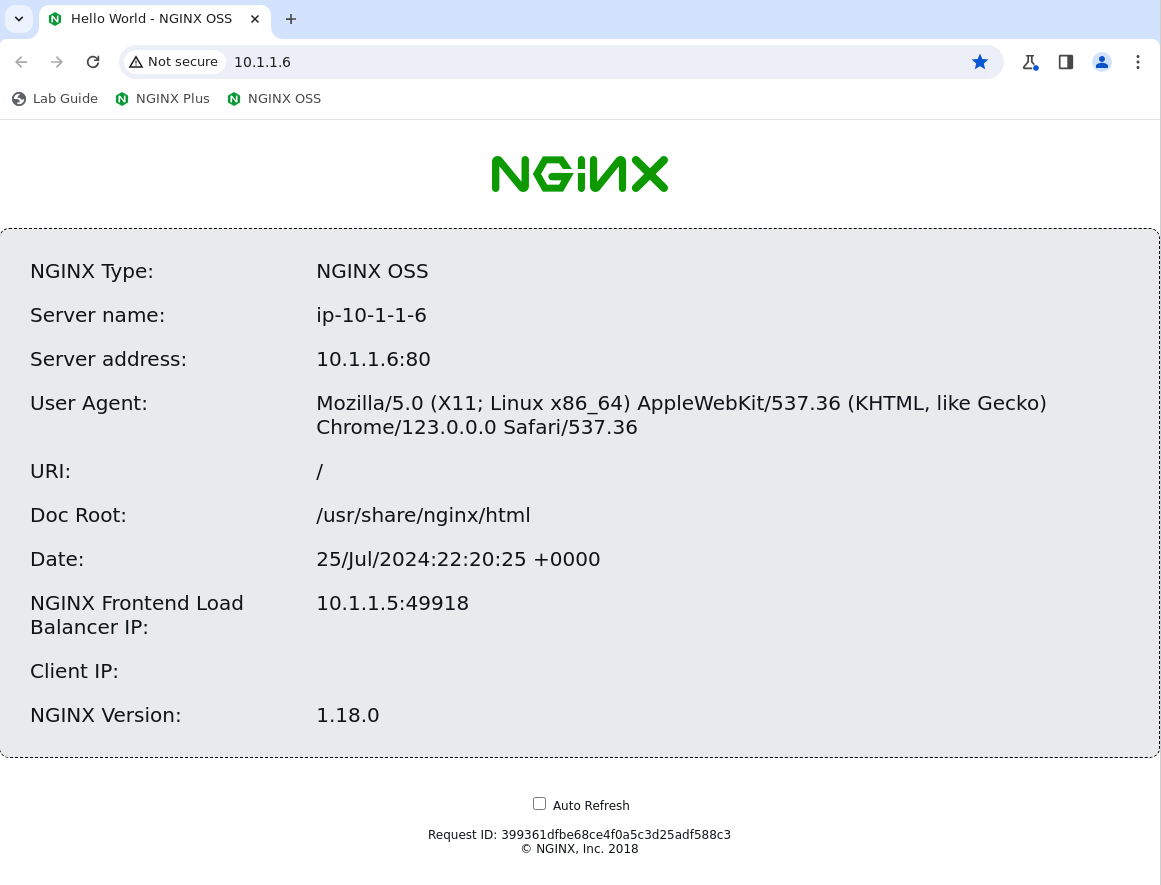 Hello World - NGINX OSS
Not secure 10.1.1.6
Lab Guide NGINX Plus NGINX OSS
NGINX
NGINX Type: NGINX OSS
Server name: ip-10-1-1-6
Server address: 10.1.1.6:80
User Agent: Mozilla/5.0 (X11; Linux x86_64) AppleWebKit/537.36 (KHTML, like Gecko)
Chrome/123.0.0.0 Safari/537.36
URI: /
Doc Root: /usr/share/nginx/html
Date: 25/Jul/2024:22:20:25 +0000
NGINX Frontend Load 10.1.1.5:49918
Balancer IP:
Client IP:
NGINX Version: 1.18.0
Auto Refresh
Request ID: 399361dfbe68ce4f0a5c3d25adf588c3
© NGINX, Inc. 2018